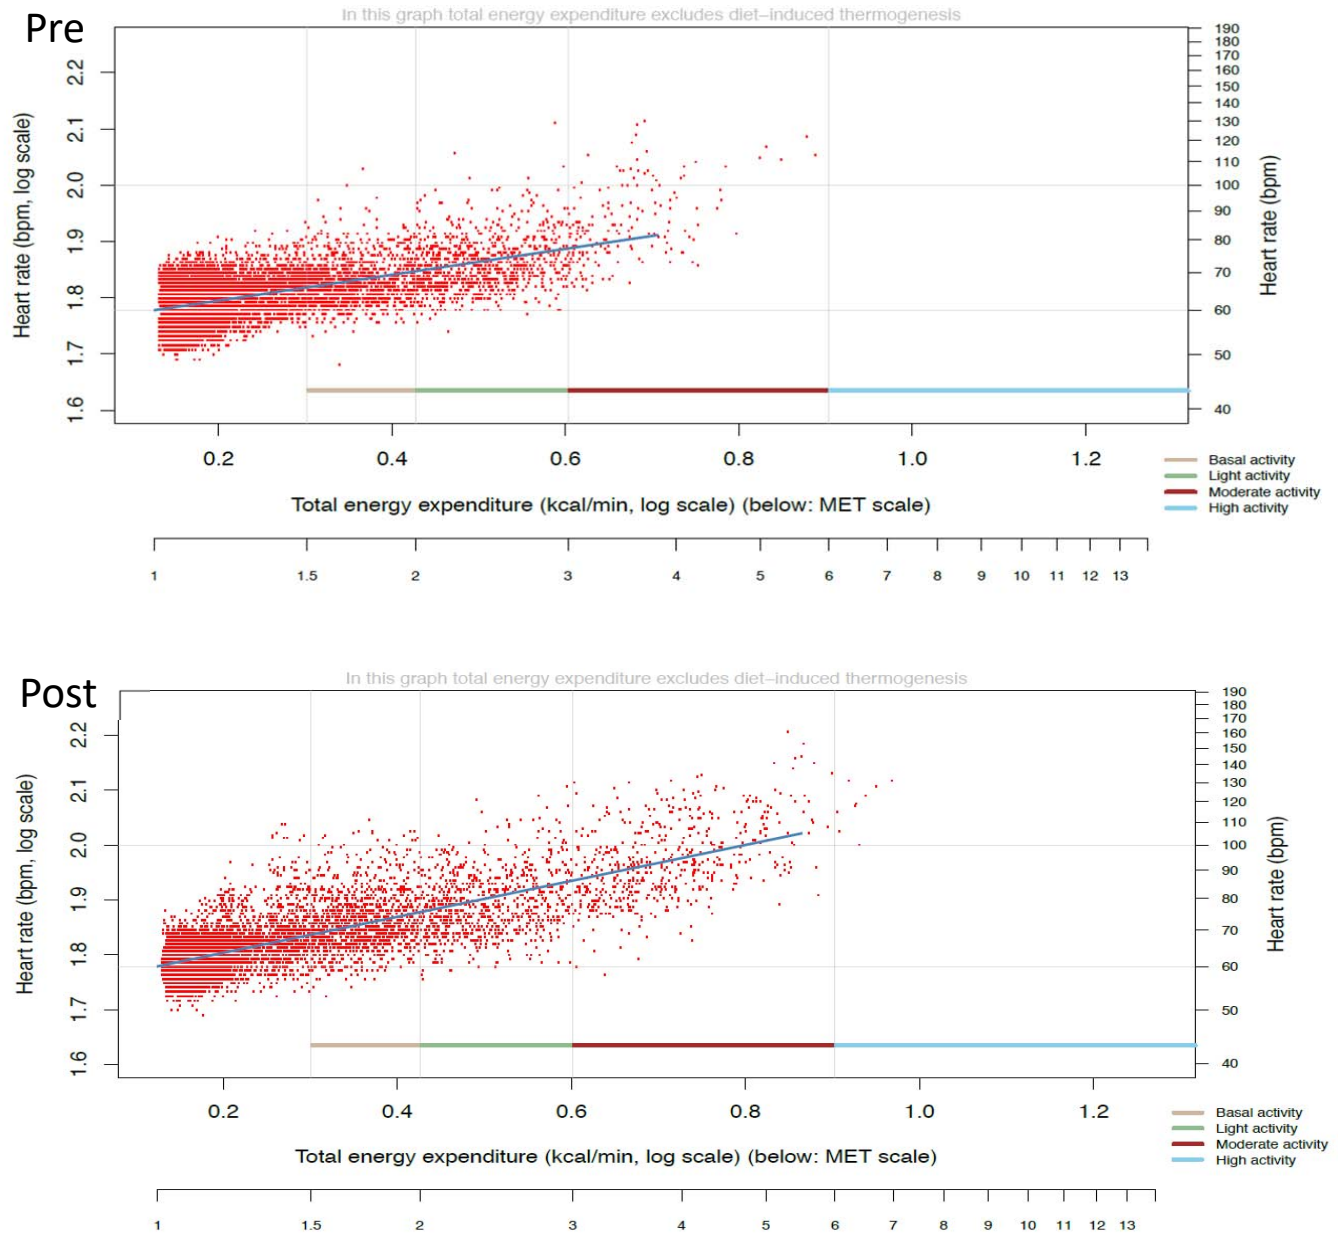 Pre
In this graph total energy expenditure excludes diet–induced thermogenesis
Heart rate (bpm, log scale)
2.2
2.1
2.0
1.9
1.8
1.7
1.6
190
180
170
160
150
140
130
120
110
100
90
80
70
60
50
40
Heart rate (bpm)
0.2 0.4 0.6 0.8 1.0 1.2
Total energy expenditure (kcal/min, log scale) (below: MET scale)
Basal activity
Light activity
Moderate activity
High activity
1 1.5 2 3 4 5 6 7 8 9 10 11 12 13
Post
In this graph total energy expenditure excludes diet–induced thermogenesis
Heart rate (bpm, log scale)
2.2
2.1
2.0
1.9
1.8
1.7
1.6
190
180
170
160
150
140
130
120
110
100
90
80
70
60
50
40
Heart rate (bpm)
0.2 0.4 0.6 0.8 1.0 1.2
Total energy expenditure (kcal/min, log scale) (below: MET scale)
Basal activity
Light activity
Moderate activity
High activity
1 1.5 2 3 4 5 6 7 8 9 10 11 12 13